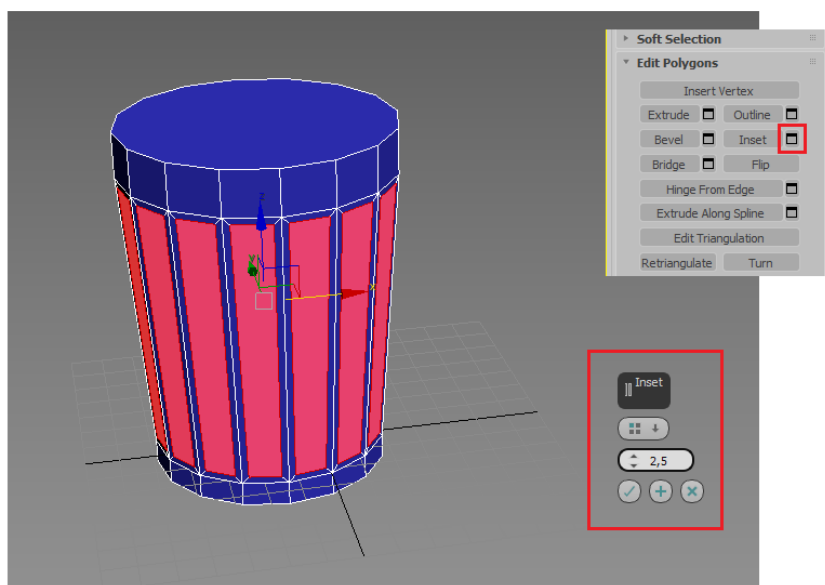 Soft Selection
Edit Polygons
Insert Vertex
Extrude Outline
Bevel Inset
Bridge Flip
Hinge From Edge
Extrude Along Spline
Edit Triangulation
Retriangulate Turn
z
y
x
Inset
2,5